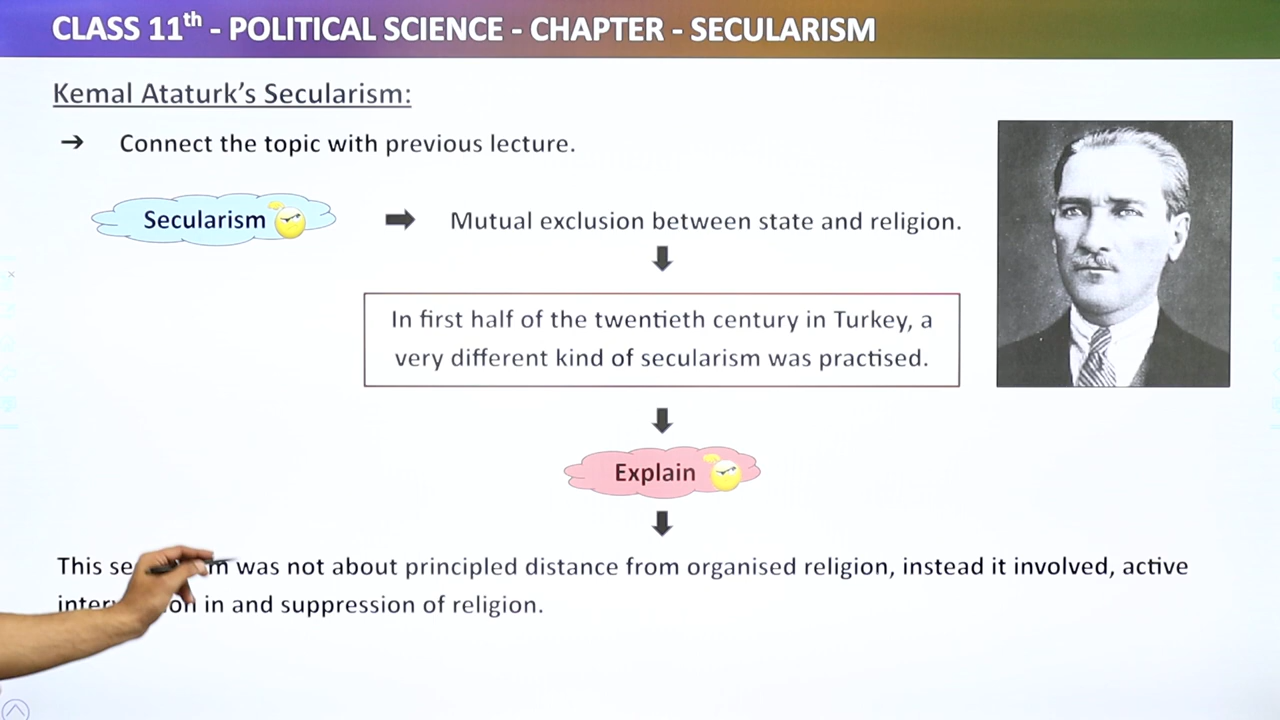 CLASS 11th - POLITICAL SCIENCE - CHAPTER - SECULARISM
Kemal Ataturk's Secularism:
➔ Connect the topic with previous lecture.
Secularism ➡ Mutual exclusion between state and religion.
In first half of the twentieth century in Turkey, a
very different kind of secularism was practised.
Explain
This was not about principled distance from organised religion, instead it involved, active
in and suppression of religion.